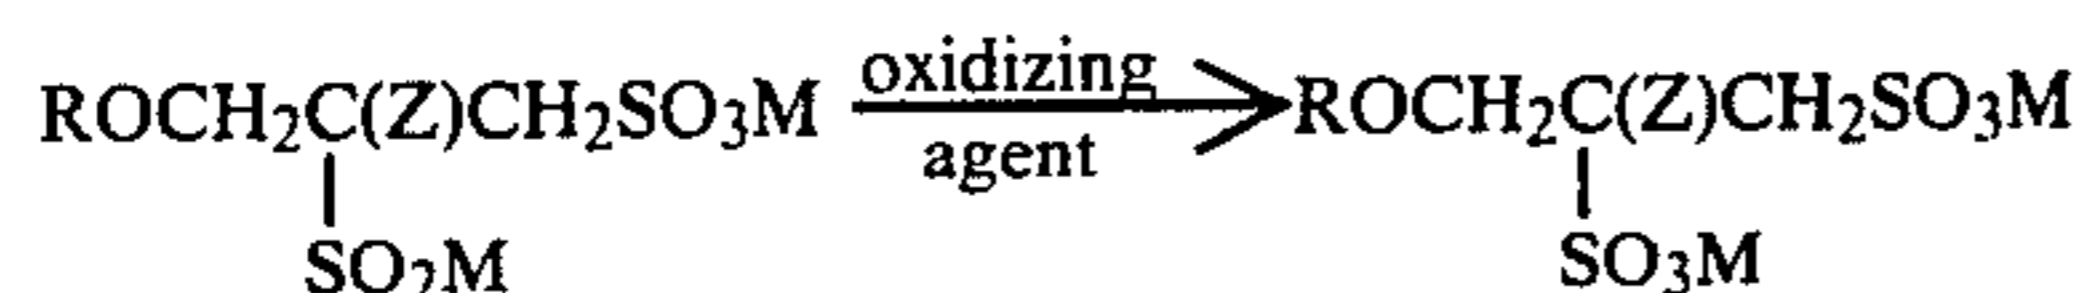 ROCH₂C(Z)CH₂SO₃M oxidizing agent ROCH₂C(Z)CH₂SO₃M
SO₂M SO₃M